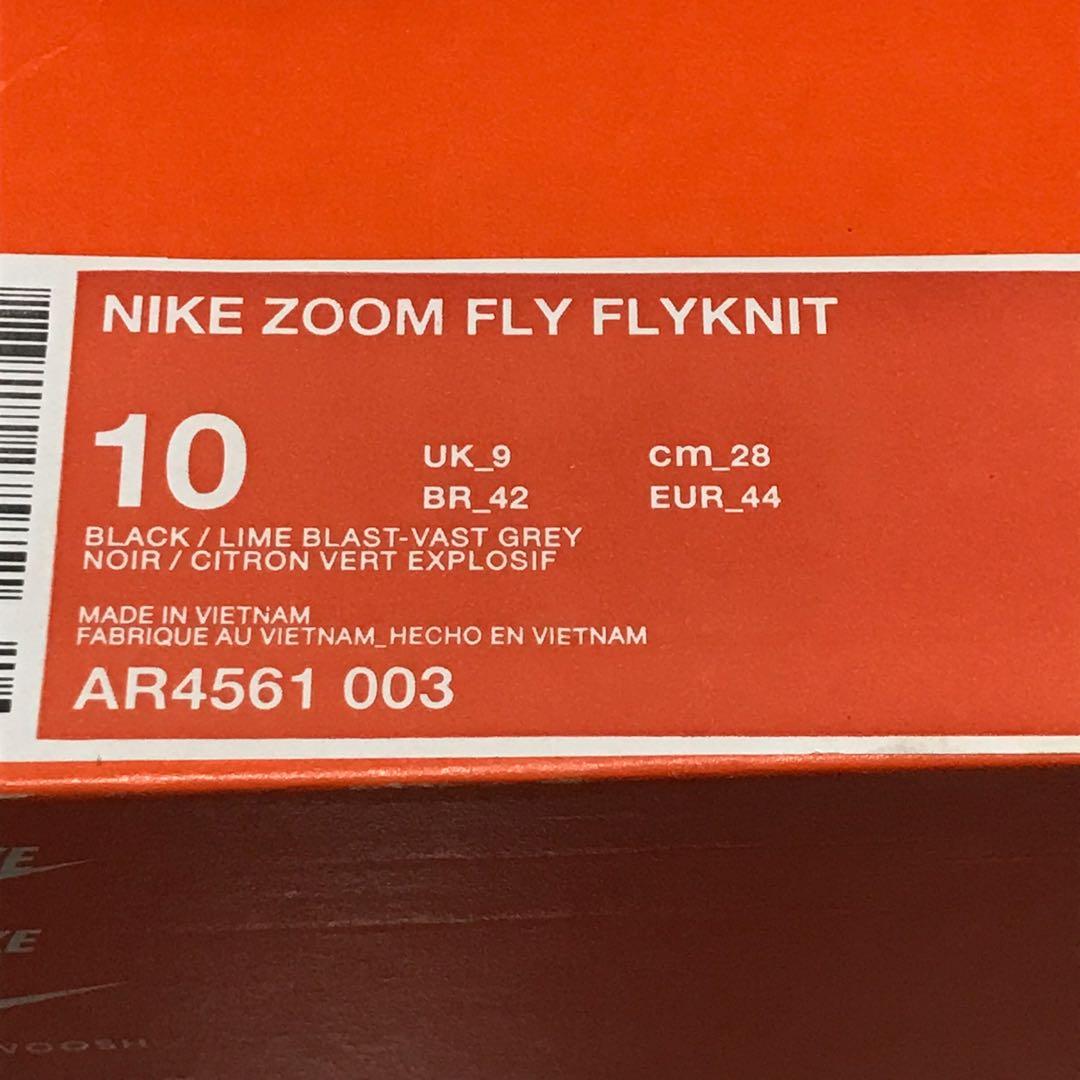 NIKE ZOOM FLY FLYKNIT
10
UK_9 cm_28
BR_42 EUR_44
BLACK / LIME BLAST-VAST GREY
NOIR / CITRON VERT EXPLOSIF
MADE IN VIETNAM
FABRIQUE AU VIETNAM_HECHO EN VIETNAM
AR4561 003